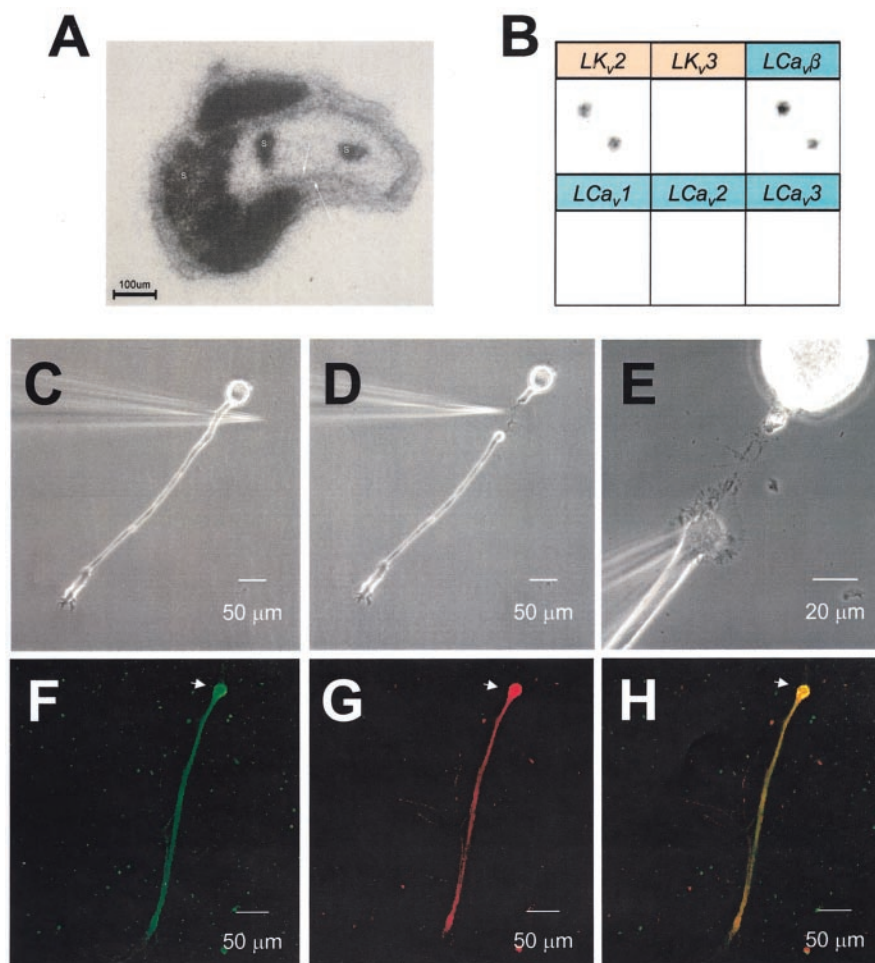 A
S
S
S
100um
B
LKv2 LKv3 LCavβ
LCav1 LCav2 LCav3
C
50 μm
D
50 μm
E
20 μm
F
50 μm
G
50 μm
H
50 μm